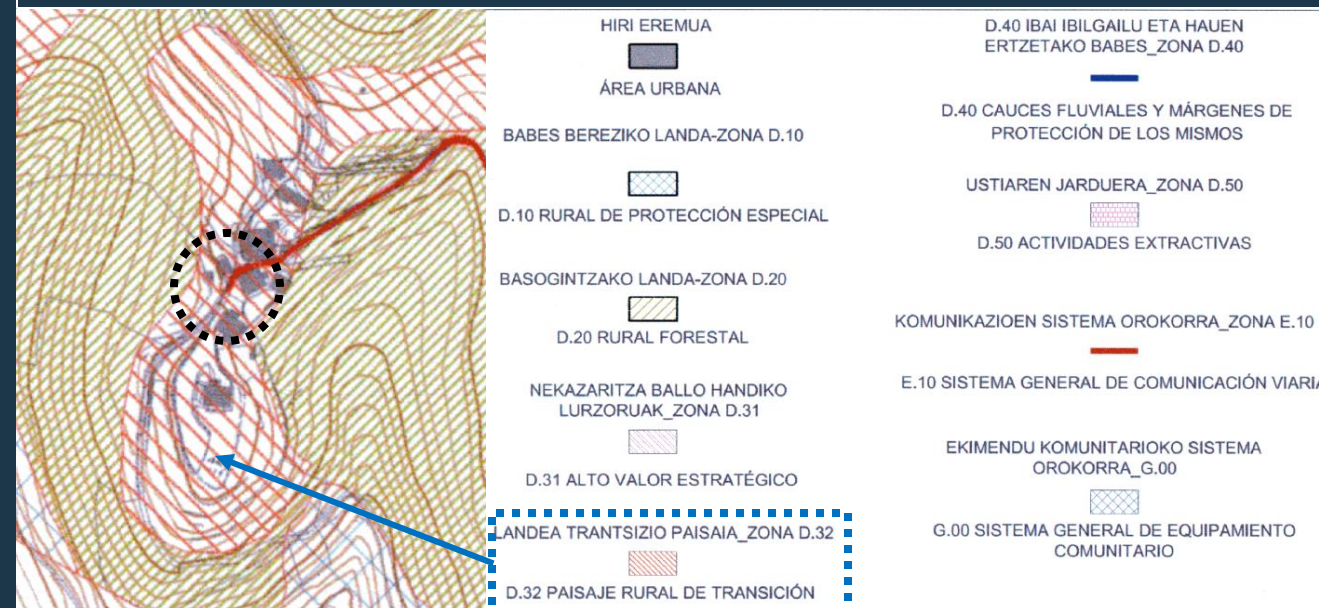 HIRI EREMUA
ÁREA URBANA
BABES BEREZIKO LANDA-ZONA D.10
D.10 RURAL DE PROTECCIÓN ESPECIAL
BASOGINTZAKO LANDA-ZONA D.20
D.20 RURAL FORESTAL
NEKAZARITZA BALLO HANDIKO
LURZORUAK_ZONA D.31
D.31 ALTO VALOR ESTRATÉGICO
LANDEA TRANTSIZIO PAISAIA_ZONA D.32
D.32 PAISAJE RURAL DE TRANSICIÓN
D.40 IBAI IBILGAILU ETA HAUEN
ERTZETAKO BABES_ZONA D.40
D.40 CAUCES FLUVIALES Y MÁRGENES DE
PROTECCIÓN DE LOS MISMOS
USTIAREN JARDUERA_ZONA D.50
D.50 ACTIVIDADES EXTRACTIVAS
KOMUNIKAZIOEN SISTEMA OROKORRA_ZONA E.10
E.10 SISTEMA GENERAL DE COMUNICACIÓN VIARIA
EKIMENDU KOMUNITARIOKO SISTEMA
OROKORRA_G.00
G.00 SISTEMA GENERAL DE EQUIPAMIENTO
COMUNITARIO